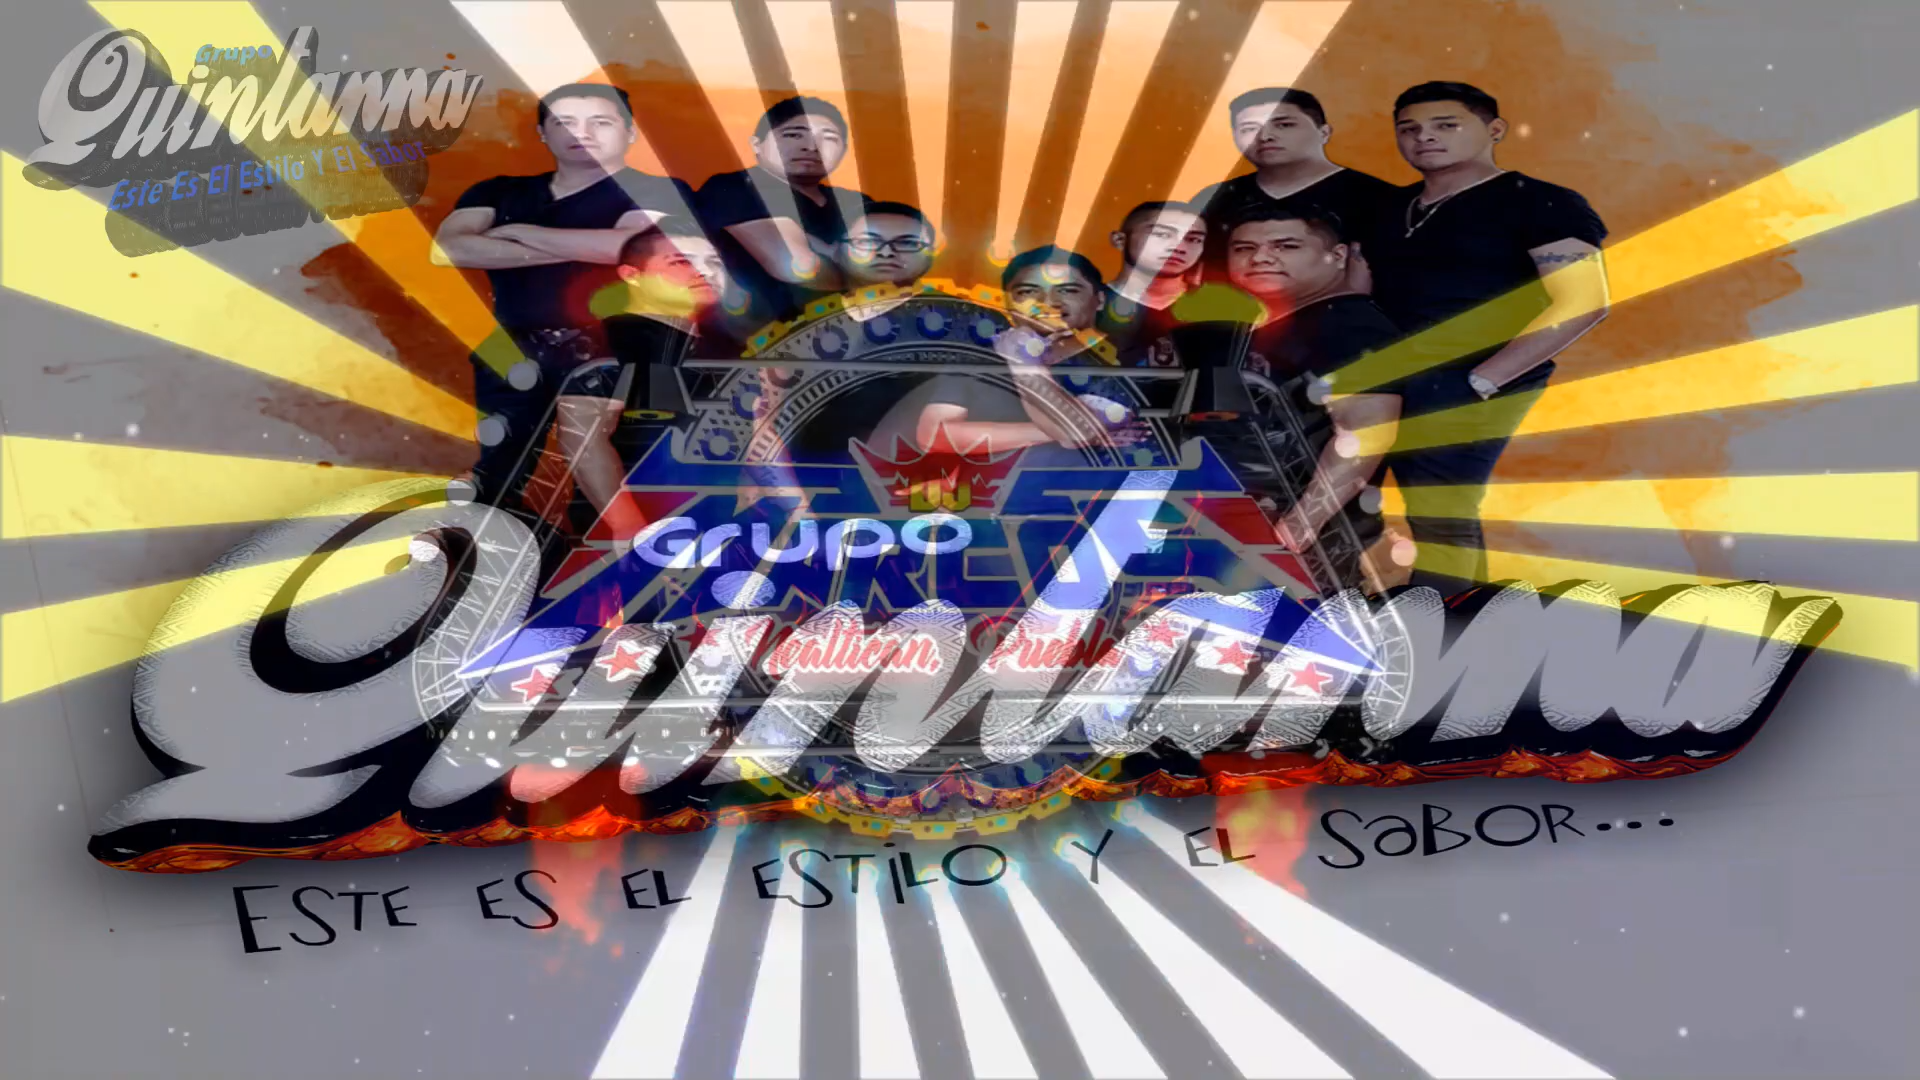 Grupo
Quintanna
Este Es El Estilo Y El Sabor
DJ
Grupo
Quintanna
Nealtican, Puebla
ESTE ES EL ESTILO Y EL SABOR...